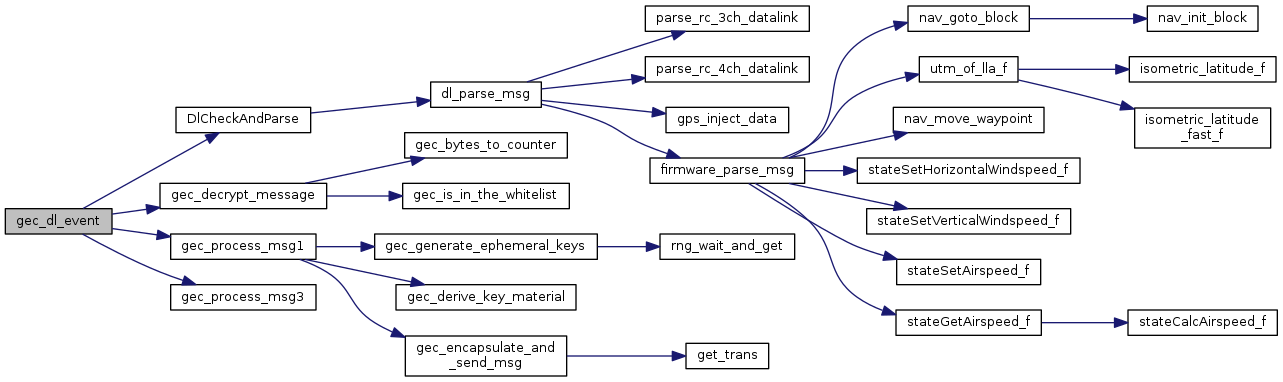 gec_dl_event
DlCheckAndParse
gec_decrypt_message
gec_process_msg1
gec_process_msg3
dl_parse_msg
gec_bytes_to_counter
gec_is_in_the_whitelist
gec_generate_ephemeral_keys
gec_derive_key_material
gec_encapsulate_and
_send_msg
parse_rc_3ch_datalink
parse_rc_4ch_datalink
gps_inject_data
firmware_parse_msg
rng_wait_and_get
get_trans
nav_goto_block
utm_of_lla_f
nav_move_waypoint
stateSetHorizontalWindspeed_f
stateSetVerticalWindspeed_f
stateSetAirspeed_f
stateGetAirspeed_f
nav_init_block
isometric_latitude_f
isometric_latitude
_fast_f
stateCalcAirspeed_f